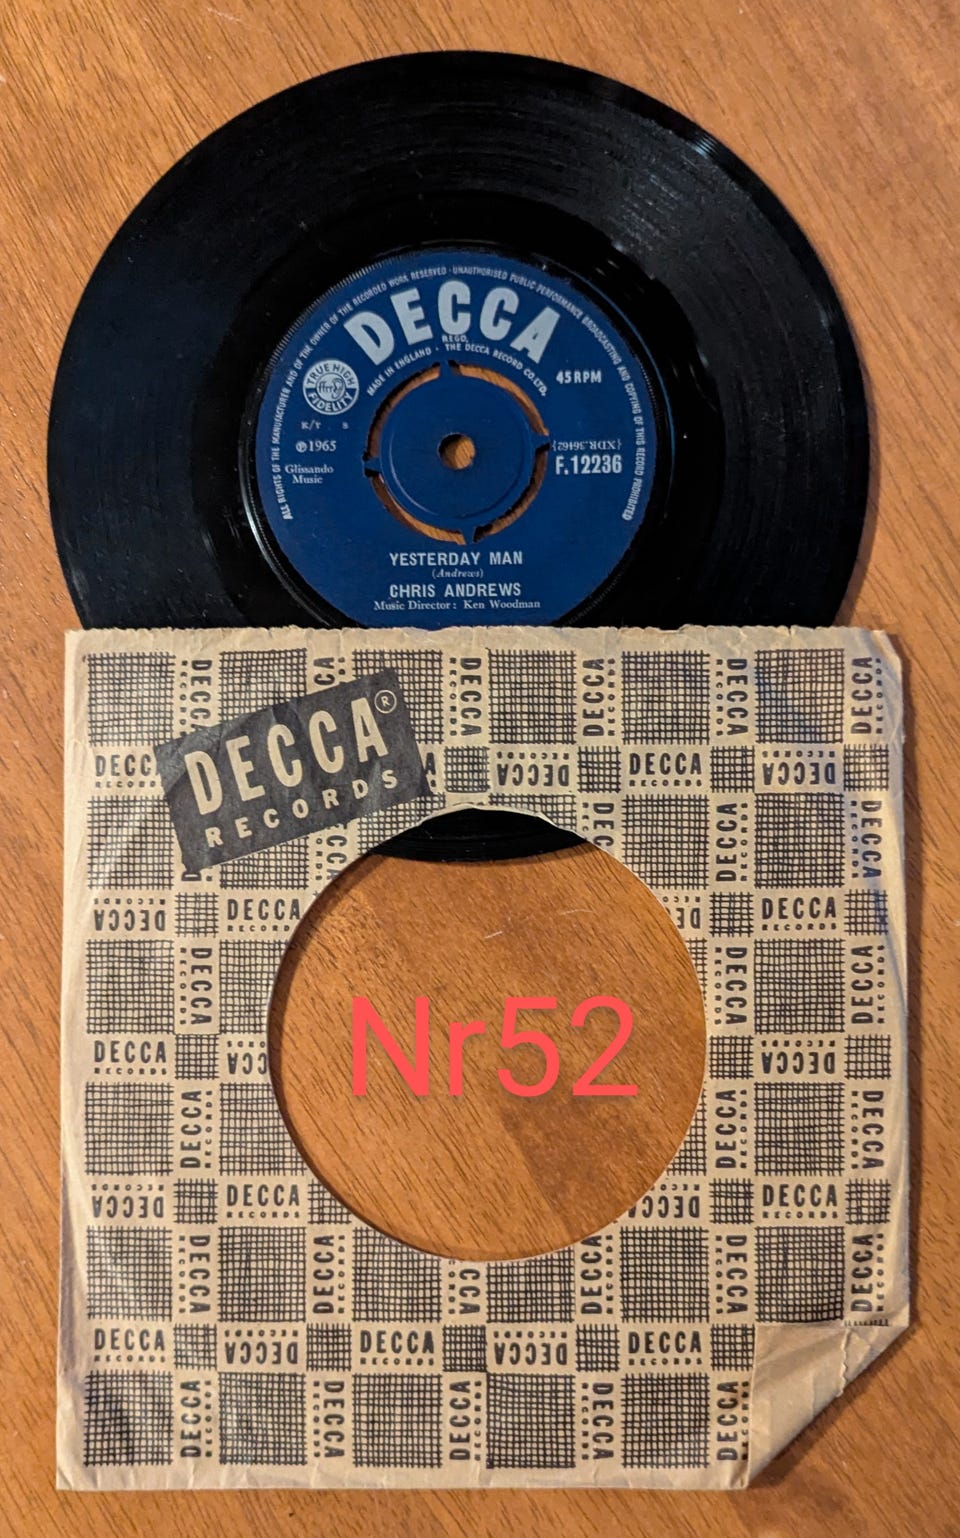 ALL RIGHTS OF THE MANUFACTURER AND OF THE OWNER OF THE RECORDED WORK RESERVED · UNAUTHORISED PUBLIC PERFORMANCE BROADCASTING AND COPYING OF THIS RECORD PROHIBITED
DECCA
REGD.
MADE IN ENGLAND · THE DECCA RECORD CO. LTD.
TRUE HIGH
ffrr
FIDELITY
45 RPM
K/T
℗1965
{XDR.36462}
F.12236
Glissando
Music
YESTERDAY MAN
(Andrews)
CHRIS ANDREWS
Music Director: Ken Woodman
DECCA®
RECORDS
DECCA
RECORDS
Nr52